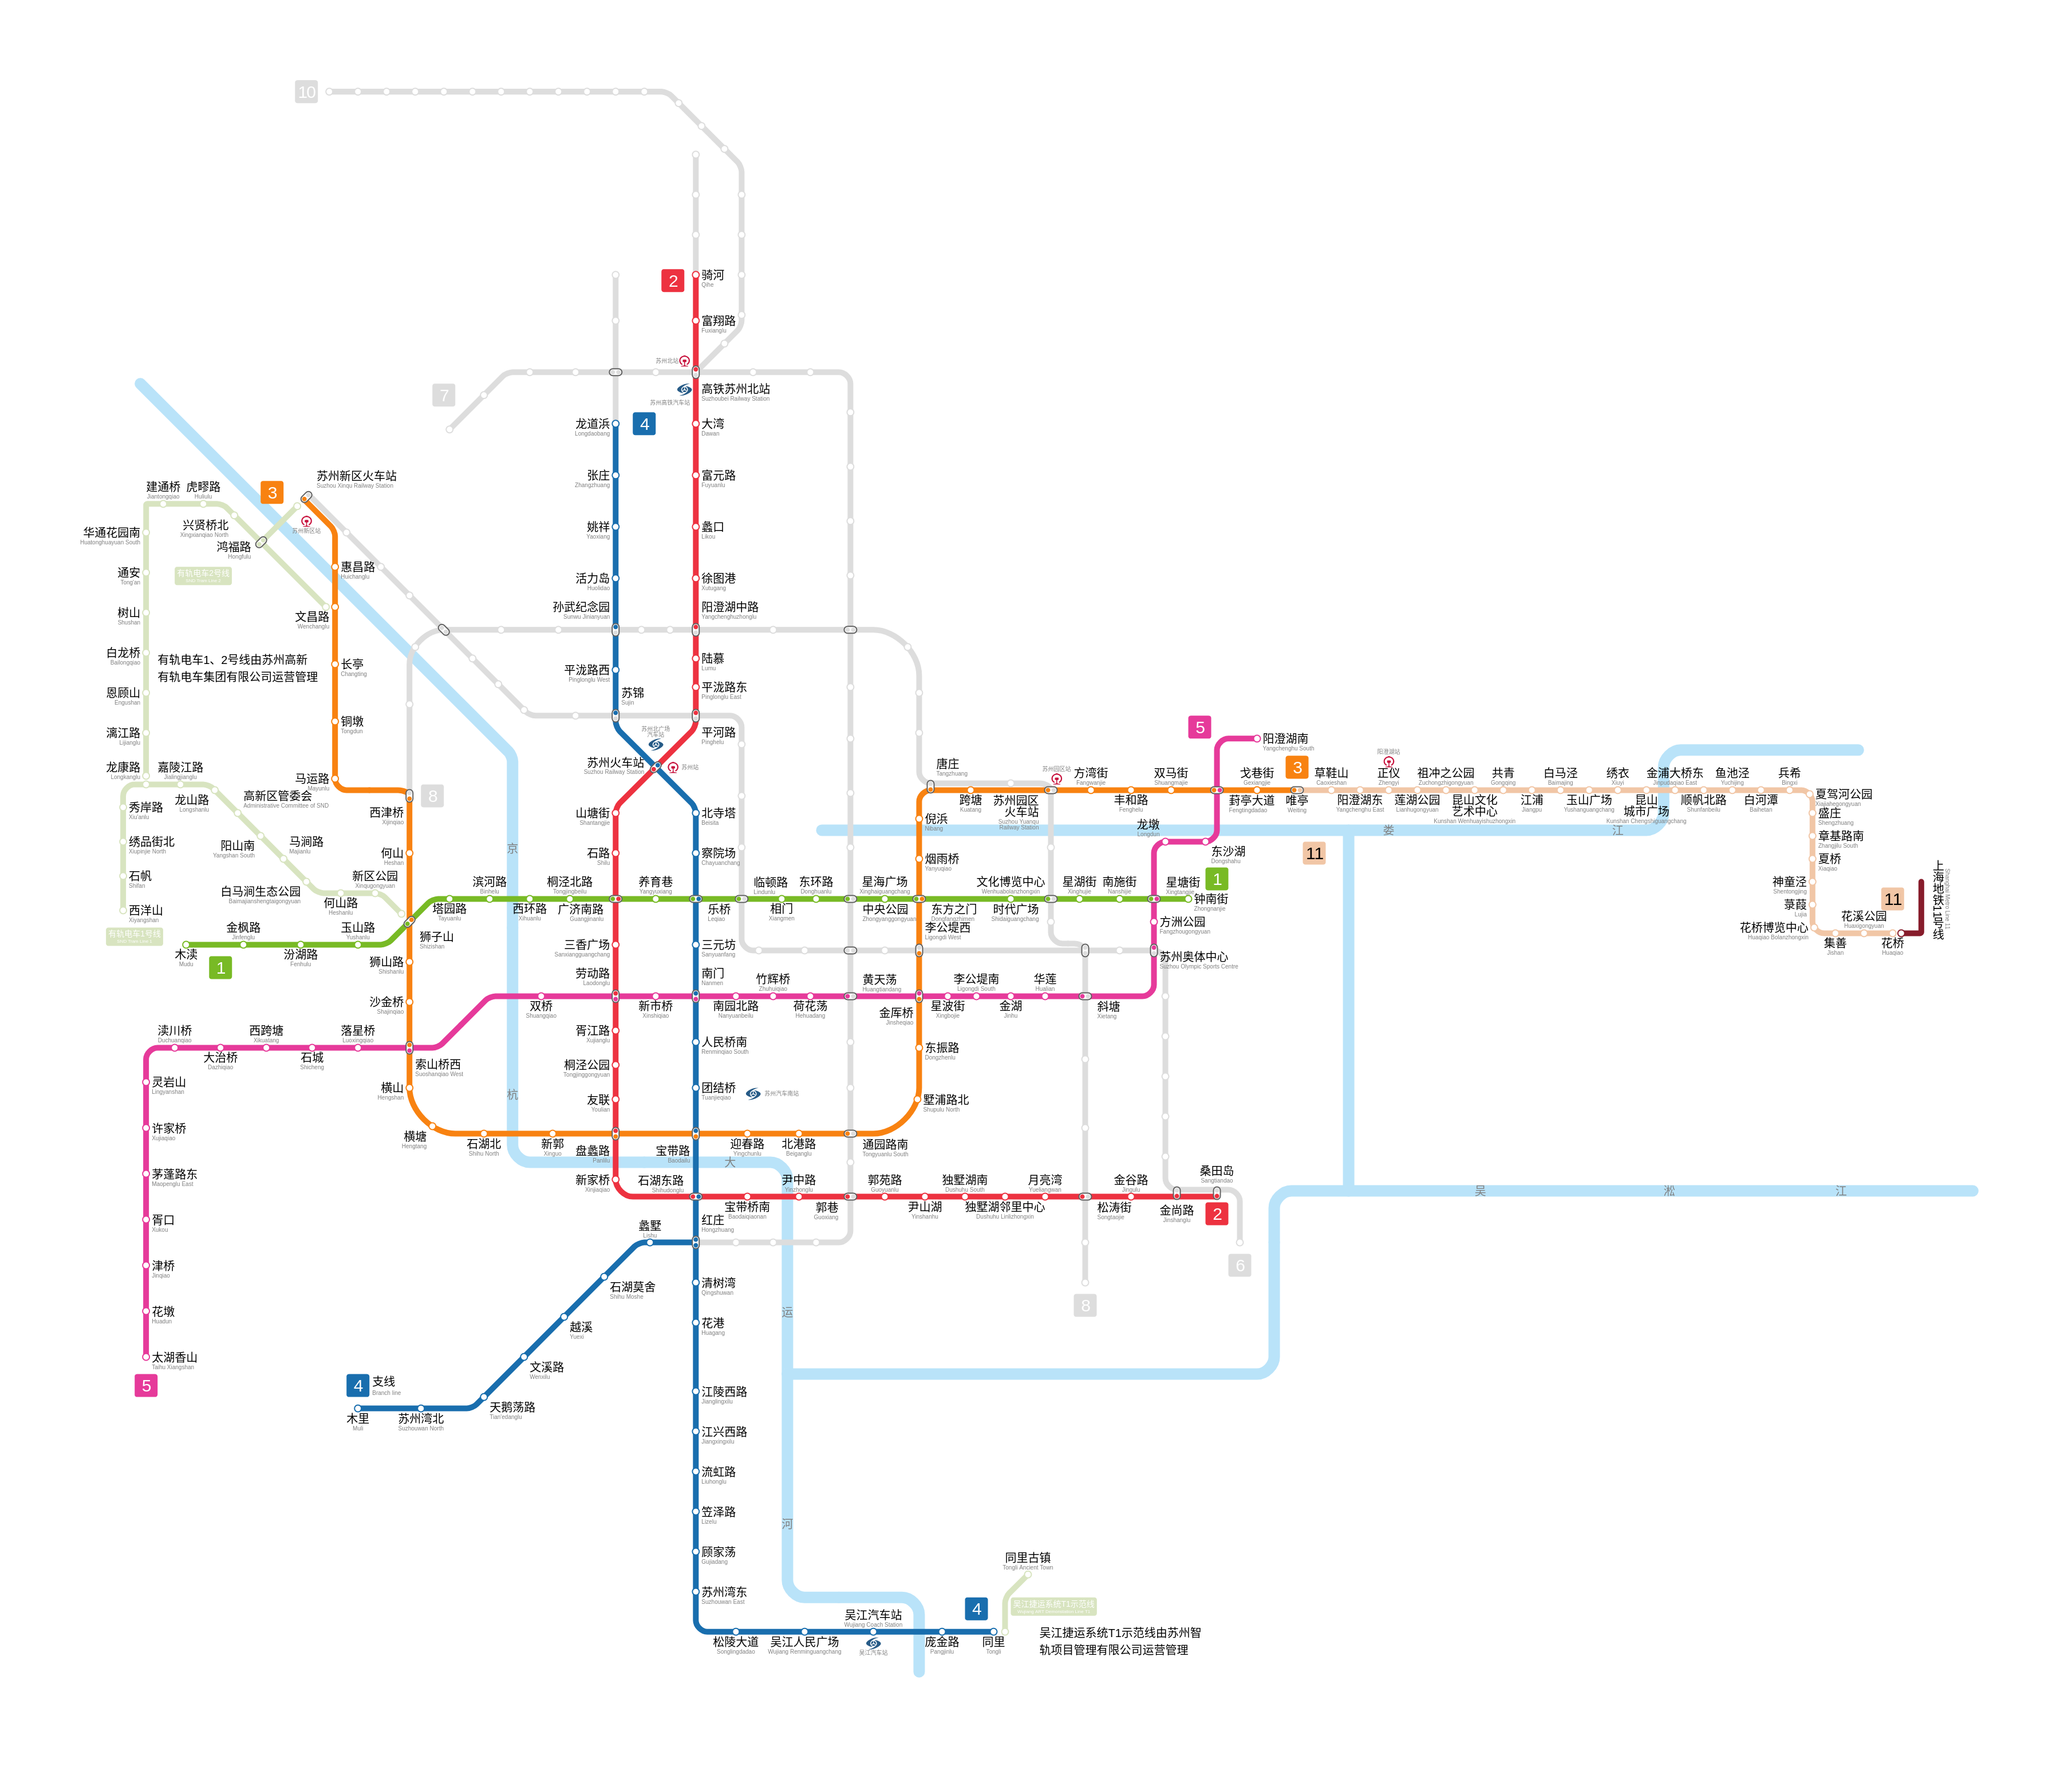 10
2
骑河
Qihe
富翔路
Fuxianglu
苏州北站
高铁苏州北站
Suzhoubei Railway Station
苏州高铁汽车站
7
4
龙道浜
Longdaobang
大湾
Dawan
张庄
Zhangzhuang
富元路
Fuyuanlu
姚祥
Yaoxiang
蠡口
Likou
活力岛
Huolidao
徐图港
Xutugang
孙武纪念园
Sunwu Jinianyuan
阳澄湖中路
Yangchenghuzhonglu
陆慕
Lumu
平泷路西
Pinglonglu West
平泷路东
Pinglonglu East
苏锦
Sujin
平河路
Pinghelu
苏州北广场
汽车站
苏州火车站
Suzhou Railway Station
苏州站
3
苏州新区火车站
Suzhou Xinqu Railway Station
苏州新区站
建通桥
Jiantongqiao
虎疁路
Huliulu
兴贤桥北
Xingxianqiao North
华通花园南
Huatonghuayuan South
鸿福路
Hongfulu
有轨电车2号线
通安
Tong'an
惠昌路
Huichanglu
树山
Shushan
文昌路
Wenchanglu
白龙桥
Bailongqiao
有轨电车1、2号线由苏州高新
有轨电车集团有限公司运营管理
长亭
Changting
恩顾山
Engushan
漓江路
Lijianglu
铜墩
Tongdun
龙康路
Longkanglu
嘉陵江路
Jialingjianglu
马运路
Mayunlu
高新区管委会
Administrative Committee of SND
龙山路
Longshanlu
秀岸路
Xiu'anlu
西津桥
Xijinqiao
8
绣品街北
Xiupinjie North
阳山南
Yangshan South
马涧路
Majianlu
何山
Heshan
石帆
Shifan
新区公园
Xinqugongyuan
白马涧生态公园
Baimajianshengtaigongyuan
何山路
Heshanlu
西洋山
Xiyangshan
有轨电车1号线
金枫路
Jinfenglu
玉山路
Yushanlu
木渎
Mudu
汾湖路
Fenhulu
狮子山
Shizishan
1
塔园路
Tayuanlu
滨河路
Binhelu
西环路
Xihuanlu
桐泾北路
Tongjingbeilu
广济南路
Guangjinanlu
养育巷
Yangyuxiang
乐桥
Leqiao
临顿路
Lindunlu
相门
Xiangmen
东环路
Donghuanlu
中央公园
Zhongyanggongyuan
星海广场
Xinghaiguangchang
东方之门
Dongfangzhimen
文化博览中心
Wenhuabolanzhongxin
时代广场
Shidaiguangchang
星湖街
Xinghujie
南施街
Nanshijie
星塘街
Xingtangjie
钟南街
Zhongnanjie
1
山塘街
Shantangjie
北寺塔
Beisita
石路
Shilu
察院场
Chayuanchang
三香广场
Sanxiangguangchang
三元坊
Sanyuanfang
劳动路
Laodonglu
南门
Nanmen
胥江路
Xujianglu
人民桥南
Renminqiao South
桐泾公园
Tongjinggongyuan
团结桥
Tuanjieqiao
苏州汽车南站
友联
Youlian
盘蠡路
Panlilu
宝带路
Baodailu
新家桥
Xinjiaqiao
石湖东路
Shihudonglu
狮山路
Shishanlu
沙金桥
Shajinqiao
索山桥西
Suoshanqiao West
横山
Hengshan
横塘
Hengtang
石湖北
Shihu North
新郭
Xinguo
迎春路
Yingchunlu
北港路
Beiganglu
通园路南
Tongyuanlu South
墅浦路北
Shupulu North
东振路
Dongzhenlu
金厍桥
Jinsheqiao
李公堤西
Ligongdi West
烟雨桥
Yanyuqiao
倪浜
Nibang
唐庄
Tangzhuang
跨塘
Kuatang
苏州园区站
苏州园区
火车站
Suzhou Yuanqu
Railway Station
方湾街
Fangwanjie
丰和路
Fenghelu
双马街
Shuangmajie
戈巷街
Gexiangjie
葑亭大道
Fengtingdadao
唯亭
Weiting
3
5
阳澄湖南
Yangchenghu South
龙墩
Longdun
东沙湖
Dongshahu
方洲公园
Fangzhougongyuan
苏州奥体中心
Suzhou Olympic Sports Centre
双桥
Shuangqiao
新市桥
Xinshiqiao
南园北路
Nanyuanbeilu
竹辉桥
Zhuhuiqiao
荷花荡
Hehuadang
黄天荡
Huangtiandang
星波街
Xingbojie
李公堤南
Ligongdi South
金湖
Jinhu
华莲
Hualian
斜塘
Xietang
渎川桥
Duchuanqiao
大治桥
Dazhiqiao
西跨塘
Xikuatang
石城
Shicheng
落星桥
Luoxingqiao
灵岩山
Lingyanshan
许家桥
Xujiaqiao
茅蓬路东
Maopenglu East
胥口
Xukou
津桥
Jinqiao
花墩
Huadun
太湖香山
Taihu Xiangshan
5
宝带桥南
Baodaiqiaonan
尹中路
Yinzhonglu
郭巷
Guoxiang
郭苑路
Guoyuanlu
尹山湖
Yinshanhu
独墅湖南
Dushuhu South
独墅湖邻里中心
Dushuhu Linlizhongxin
月亮湾
Yueliangwan
松涛街
Songtaojie
金谷路
Jingulu
金尚路
Jinshanglu
桑田岛
Sangtiandao
2
6
8
红庄
Hongzhuang
蠡墅
Lishu
石湖莫舍
Shihu Moshe
越溪
Yuexi
文溪路
Wenxilu
天鹅荡路
Tian'edanglu
苏州湾北
Suzhouwan North
木里
Muli
4
支线
Branch line
清树湾
Qingshuwan
花港
Huagang
江陵西路
Jianglingxilu
江兴西路
Jiangxingxilu
流虹路
Liuhonglu
笠泽路
Lizelu
顾家荡
Gujiadang
苏州湾东
Suzhouwan East
松陵大道
Songlingdadao
吴江人民广场
Wujiang Renminguangchang
吴江汽车站
Wujiang Coach Station
吴江汽车站
庞金路
Pangjinlu
同里
Tongli
4
同里古镇
Tongli Ancient Town
吴江捷运系统T1示范线
吴江捷运系统T1示范线由苏州智
轨项目管理有限公司运营管理
草鞋山
Caoxieshan
阳澄湖东
Yangchenghu East
阳澄湖站
正仪
Zhengyi
莲湖公园
Lianhugongyuan
祖冲之公园
Zuchongzhigongyuan
昆山文化
艺术中心
Kunshan Wenhuayishuzhongxin
共青
Gongqing
江浦
Jiangpu
白马泾
Baimajing
玉山广场
Yushanguangchang
绣衣
Xiuyi
昆山
城市广场
Kunshan Chengshiguangchang
金浦大桥东
顺帆北路
Shunfanbeilu
鱼池泾
Yuchijing
白河潭
Baihetan
兵希
Bingxi
夏驾河公园
Xiajiahegongyuan
盛庄
Shengzhuang
章基路南
Zhangjilu South
夏桥
Xiaqiao
神童泾
Shentongjing
菉葭
Lujia
花桥博览中心
Huaqiao Bolanzhongxin
集善
Jishan
花溪公园
Huaxigongyuan
花桥
Huaqiao
11
11
上海地铁11号线
Shanghai Metro Line 11
京
杭
大
运
河
娄
江
吴
淞
江